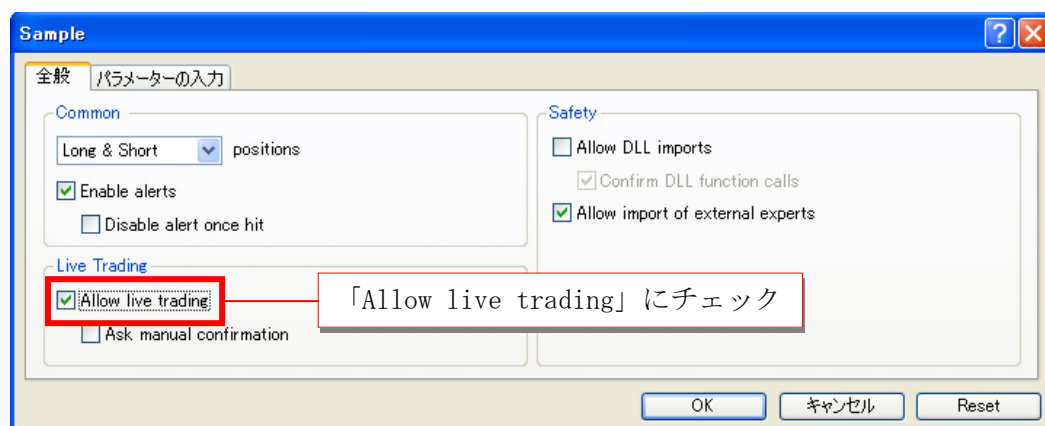 Sample
全般
パラメーターの入力
Common
Long & Short positions
Enable alerts
Disable alert once hit
Live Trading
Allow live trading
Ask manual confirmation
「Allow live trading」にチェック
Safety
Allow DLL imports
Confirm DLL function calls
Allow import of external experts
OK
キャンセル
Reset